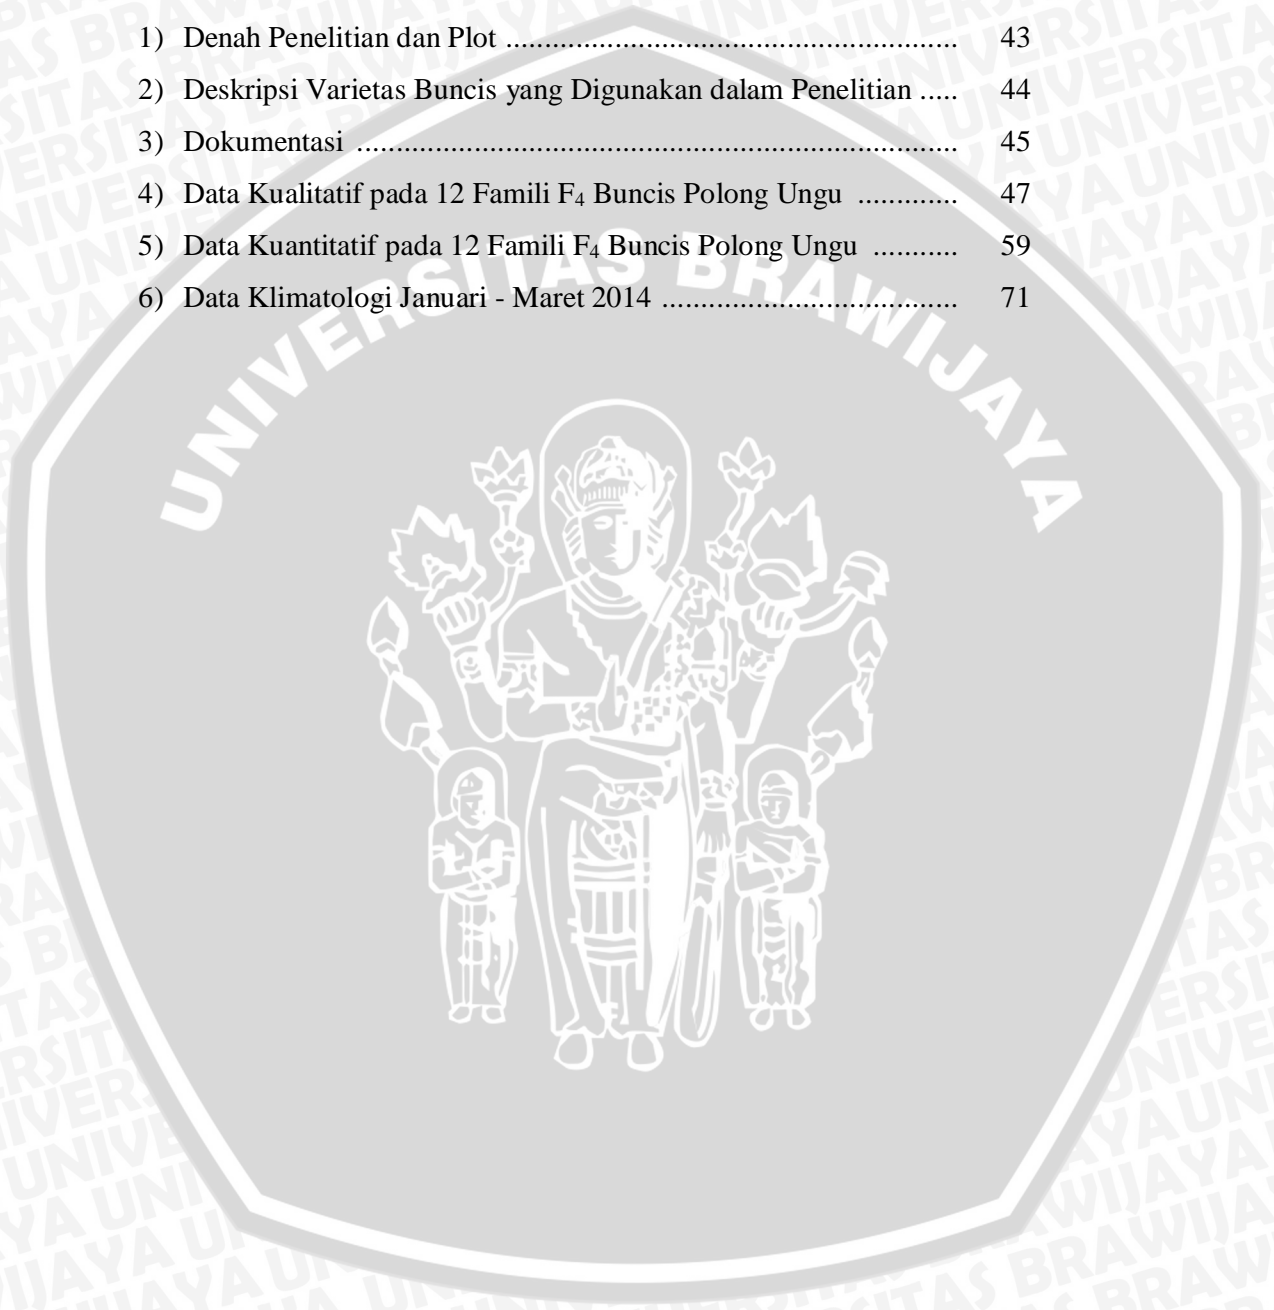 1) Denah Penelitian dan Plot .......................................................... 43
2) Deskripsi Varietas Buncis yang Digunakan dalam Penelitian ..... 44
3) Dokumentasi ............................................................................. 45
4) Data Kualitatif pada 12 Famili F₄ Buncis Polong Ungu ............. 47
5) Data Kuantitatif pada 12 Famili F₄ Buncis Polong Ungu ........... 59
6) Data Klimatologi Januari - Maret 2014 ...................................... 71
UNIVERSITAS BRAWIJAYA